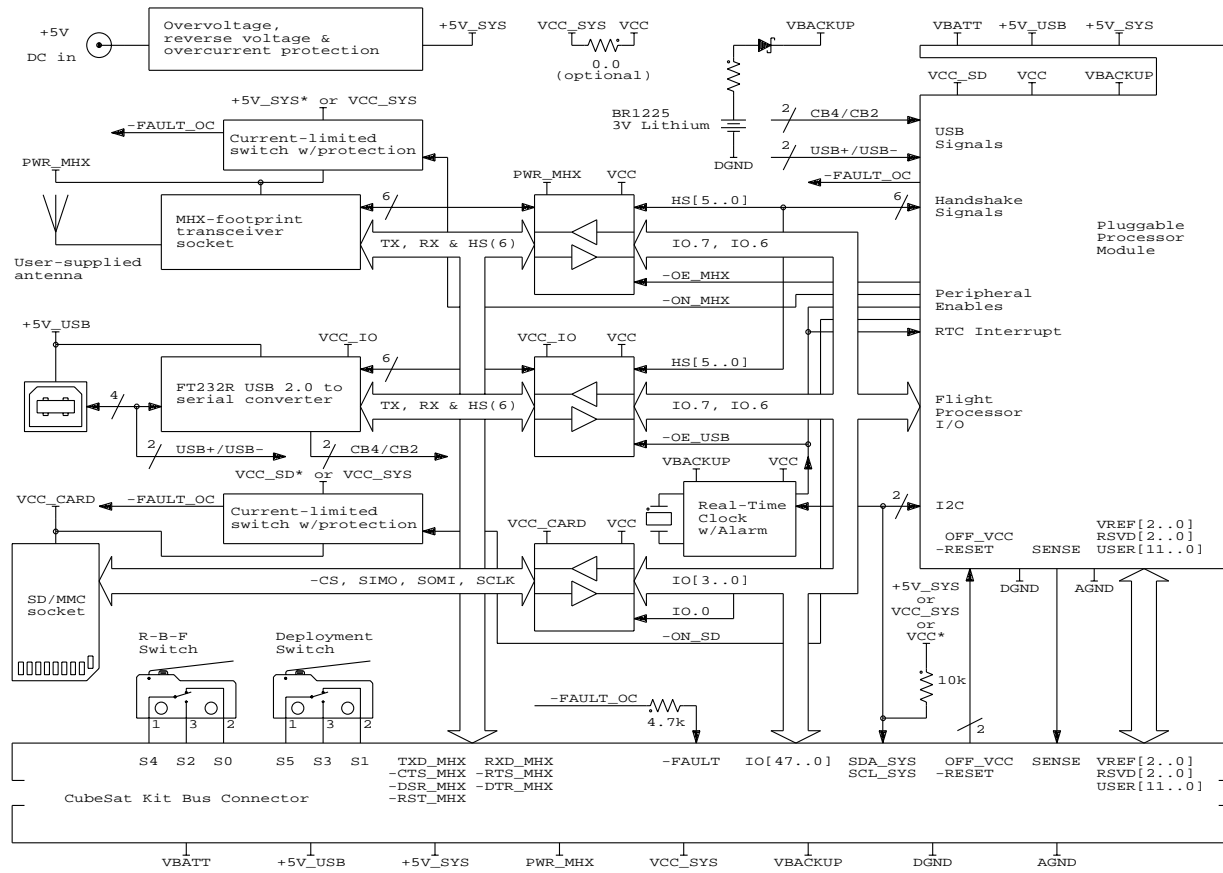 +5V
DC in
Overvoltage,
reverse voltage &
overcurrent protection
+5V_SYS
VCC_SYS
VCC
0.0
(optional)
VBACKUP
BR1225
3V Lithium
DGND
VBATT
+5V_USB
+5V_SYS
VCC_SD
VCC
VBACKUP
2
CB4/CB2
2
USB+/USB-
USB
Signals
-FAULT_OC
6
Handshake
Signals
Pluggable
Processor
Module
Peripheral
Enables
RTC Interrupt
Flight
Processor
I/O
2
I2C
OFF_VCC
-RESET
SENSE
VREF[2..0]
RSVD[2..0]
USER[11..0]
+5V_SYS* or VCC_SYS
-FAULT_OC
Current-limited
switch w/protection
PWR_MHX
MHX-footprint
transceiver
socket
User-supplied
antenna
6
TX, RX & HS(6)
PWR_MHX
VCC
HS[5..0]
IO.7, IO.6
-OE_MHX
-ON_MHX
+5V_USB
VCC_IO
FT232R USB 2.0 to
serial converter
4
6
TX, RX & HS(6)
VCC_IO
VCC
HS[5..0]
IO.7, IO.6
-OE_USB
2
USB+/USB-
2
CB4/CB2
VCC_SD* or VCC_SYS
VCC_CARD
-FAULT_OC
Current-limited
switch w/protection
VBACKUP
VCC
Real-Time
Clock
w/Alarm
VCC_CARD
VCC
SD/MMC
socket
-CS, SIMO, SOMI, SCLK
IO[3..0]
IO.0
-ON_SD
+5V_SYS
or
VCC_SYS
or
VCC*
10k
DGND
AGND
2
R-B-F
Switch
Deployment
Switch
1
3
2
1
3
2
-FAULT_OC
4.7k
S4
S2
S0
S5
S3
S1
TXD_MHX
RXD_MHX
-CTS_MHX
-RTS_MHX
-DSR_MHX
-DTR_MHX
-RST_MHX
-FAULT
IO[47..0]
SDA_SYS
SCL_SYS
OFF_VCC
-RESET
SENSE
VREF[2..0]
RSVD[2..0]
USER[11..0]
CubeSat Kit Bus Connector
VBATT
+5V_USB
+5V_SYS
PWR_MHX
VCC_SYS
VBACKUP
DGND
AGND